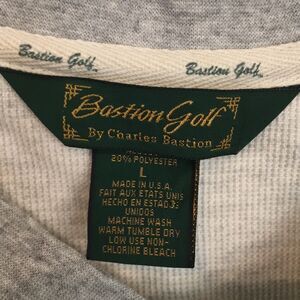 Bastion Golf
Bastion Golf
Bastion Golf
By Charles Bastion
20% POLYESTER
L
MADE IN U.S.A.
FAIT AUX ETATS UNIS
HECHO EN ESTADOS
UNIDOS
MACHINE WASH
WARM TUMBLE DRY
LOW USE NON-
CHLORINE BLEACH